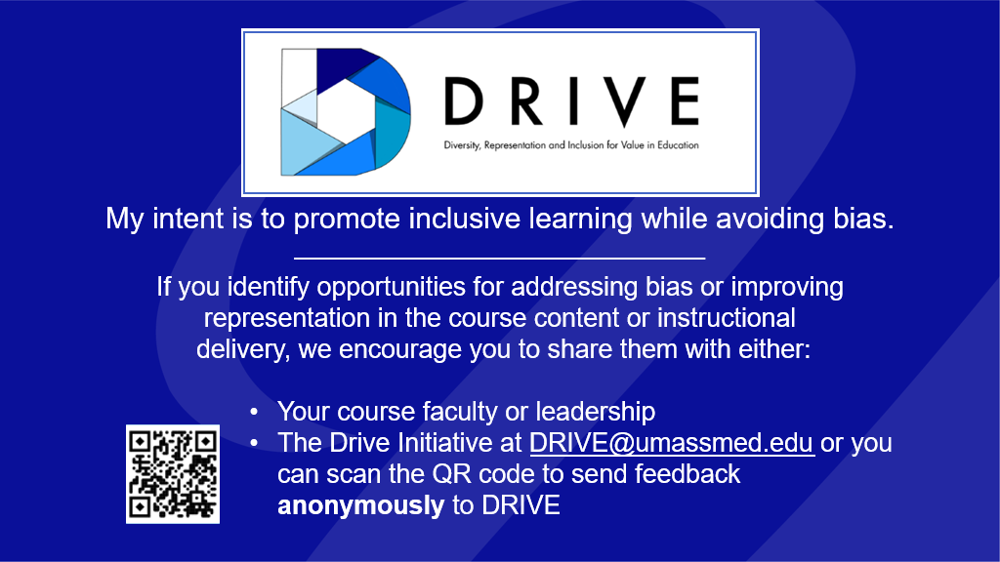 DRIVE
Diversity, Representation and Inclusion for Value in Education
My intent is to promote inclusive learning while avoiding bias.
If you identify opportunities for addressing bias or improving
representation in the course content or instructional
delivery, we encourage you to share them with either:
• Your course faculty or leadership
• The Drive Initiative at DRIVE@umassmed.edu or you
can scan the QR code to send feedback
anonymously to DRIVE